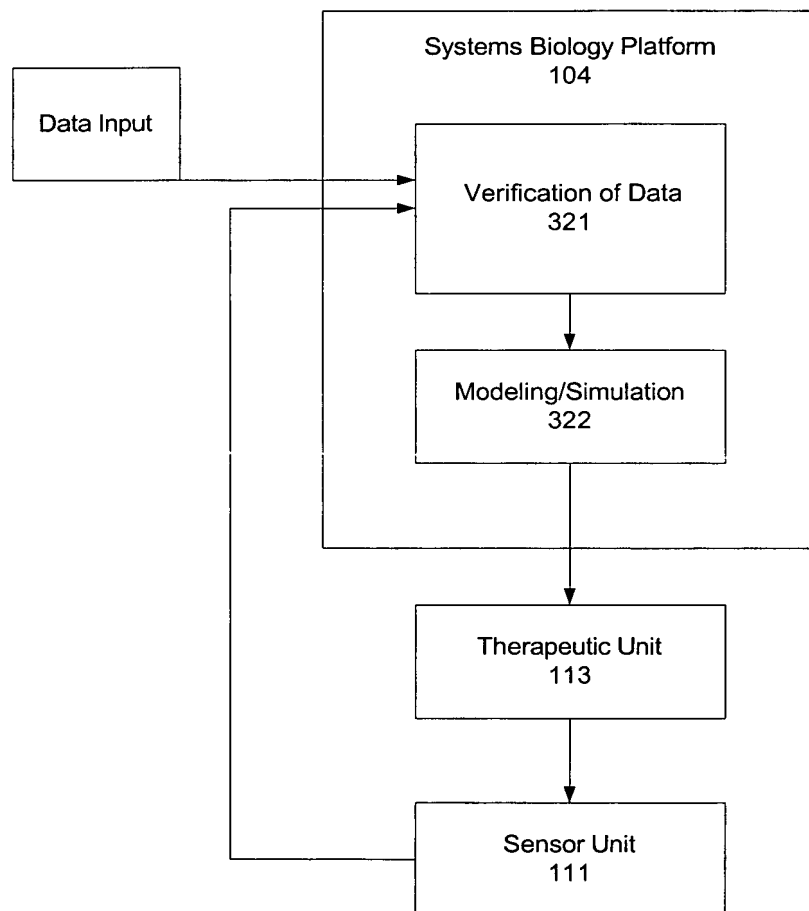 Systems Biology Platform
104
Data Input
Verification of Data
321
Modeling/Simulation
322
Therapeutic Unit
113
Sensor Unit
111